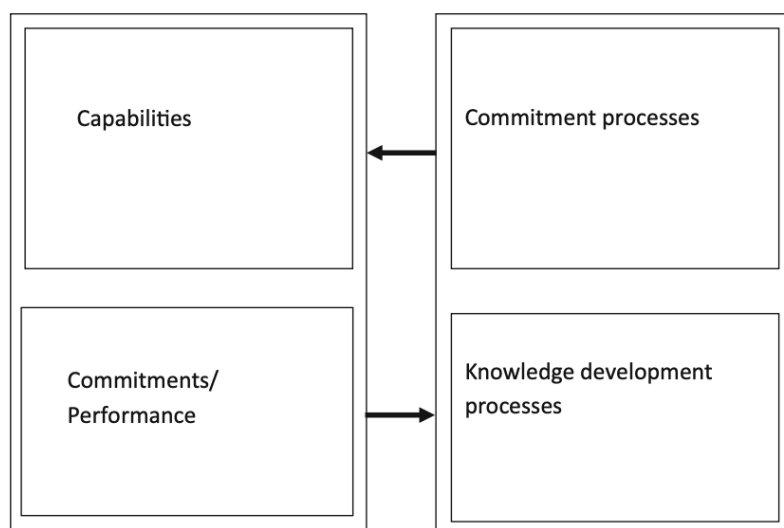 Capabilities
Commitment processes
Commitments/
Performance
Knowledge development
processes